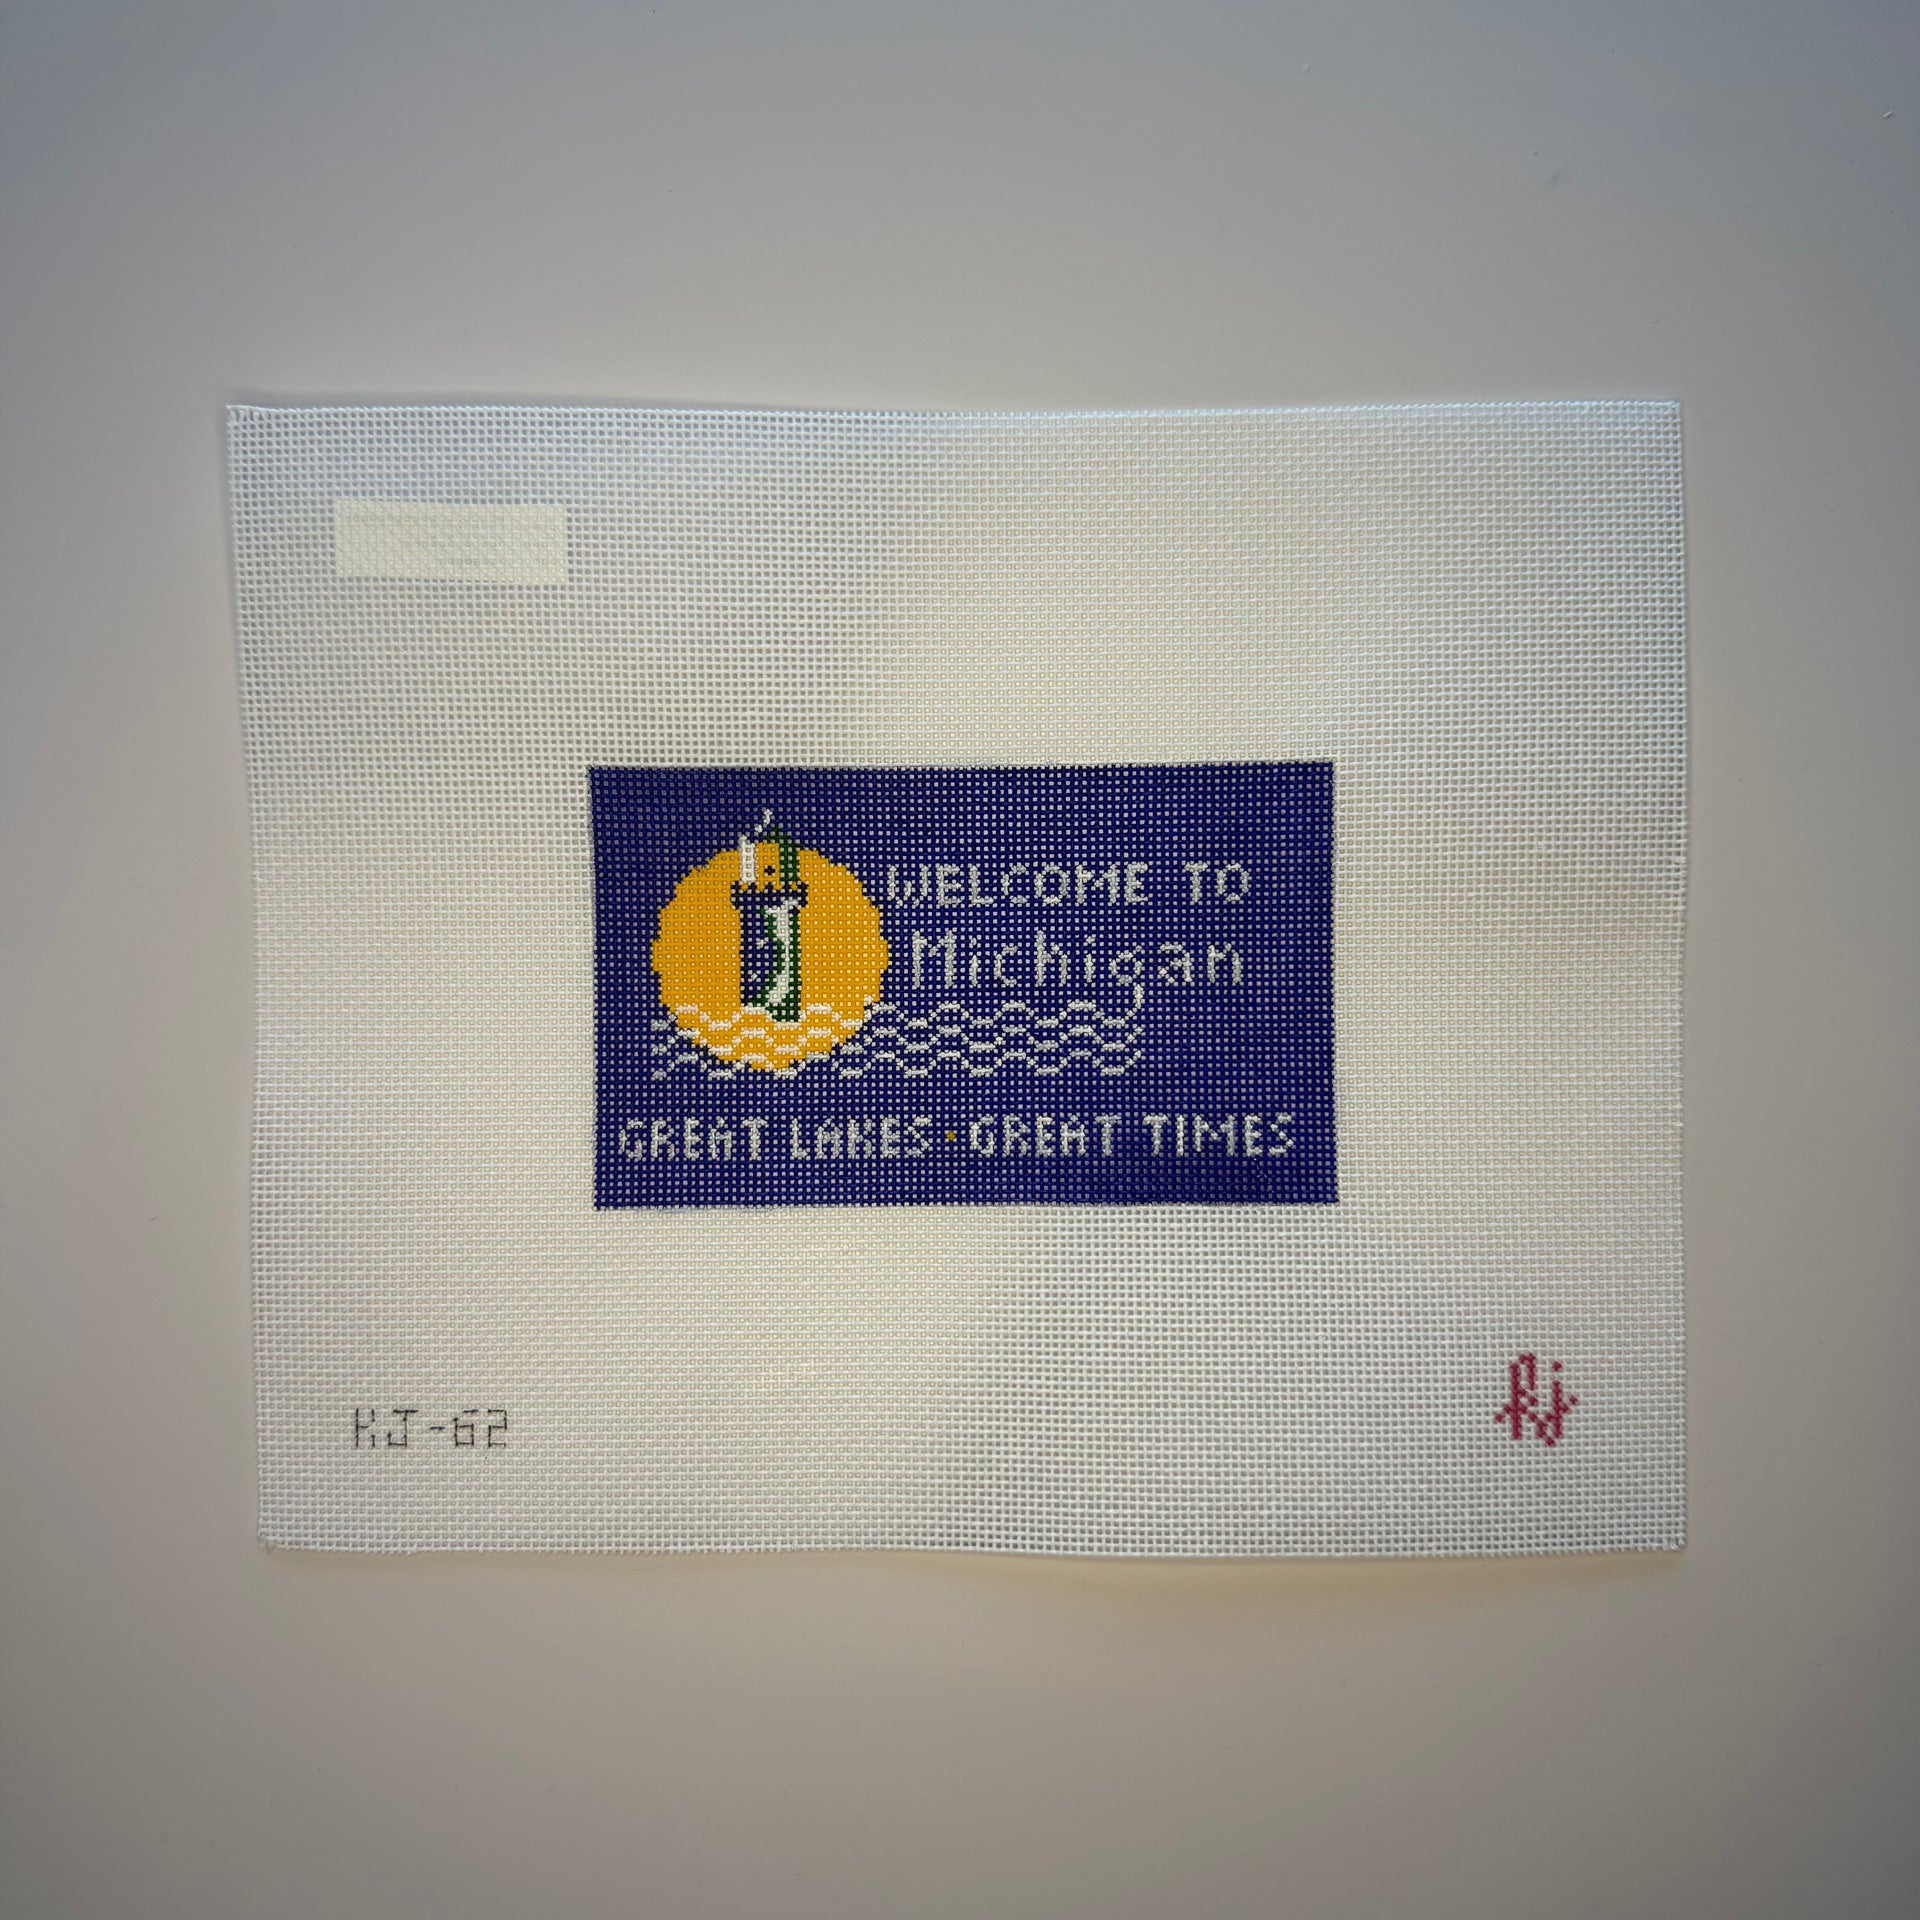 WELCOME TO
Michigan
GREAT LAKES • GREAT TIMES
KJ-62